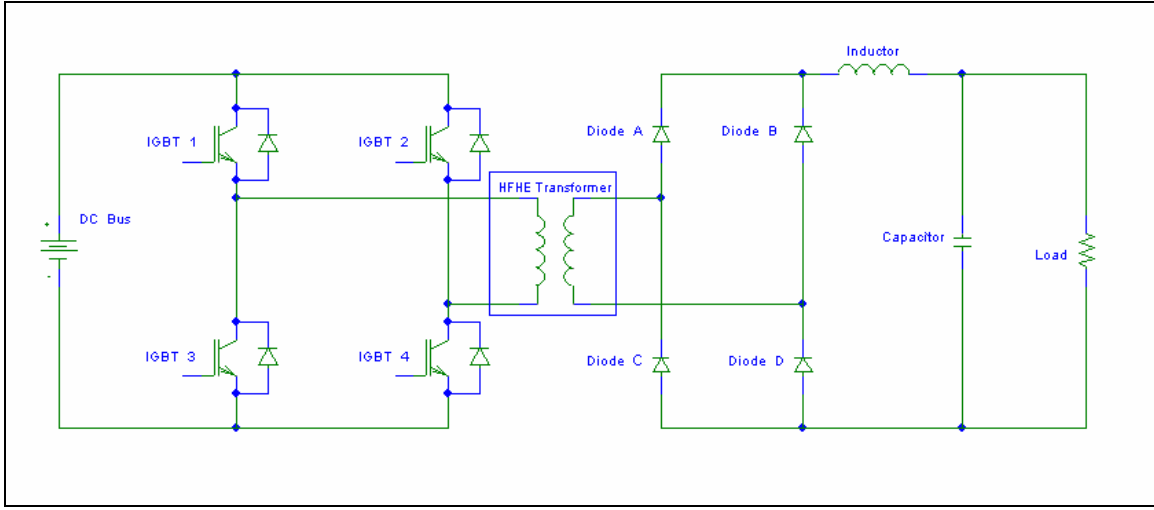 Inductor
IGBT 1
IGBT 2
Diode A
Diode B
HFHE Transformer
+
DC Bus
-
Capacitor
Load
IGBT 3
IGBT 4
Diode C
Diode D